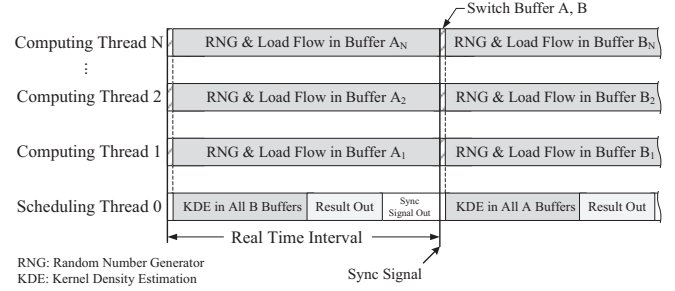 Switch Buffer A, B
Computing Thread N RNG & Load Flow in Buffer A_N RNG & Load Flow in Buffer B_N
⋮
Computing Thread 2 RNG & Load Flow in Buffer A_2 RNG & Load Flow in Buffer B_2
Computing Thread 1 RNG & Load Flow in Buffer A_1 RNG & Load Flow in Buffer B_1
Scheduling Thread 0 KDE in All B Buffers Result Out Sync Signal Out KDE in All A Buffers Result Out
Real Time Interval
RNG: Random Number Generator
KDE: Kernel Density Estimation
Sync Signal